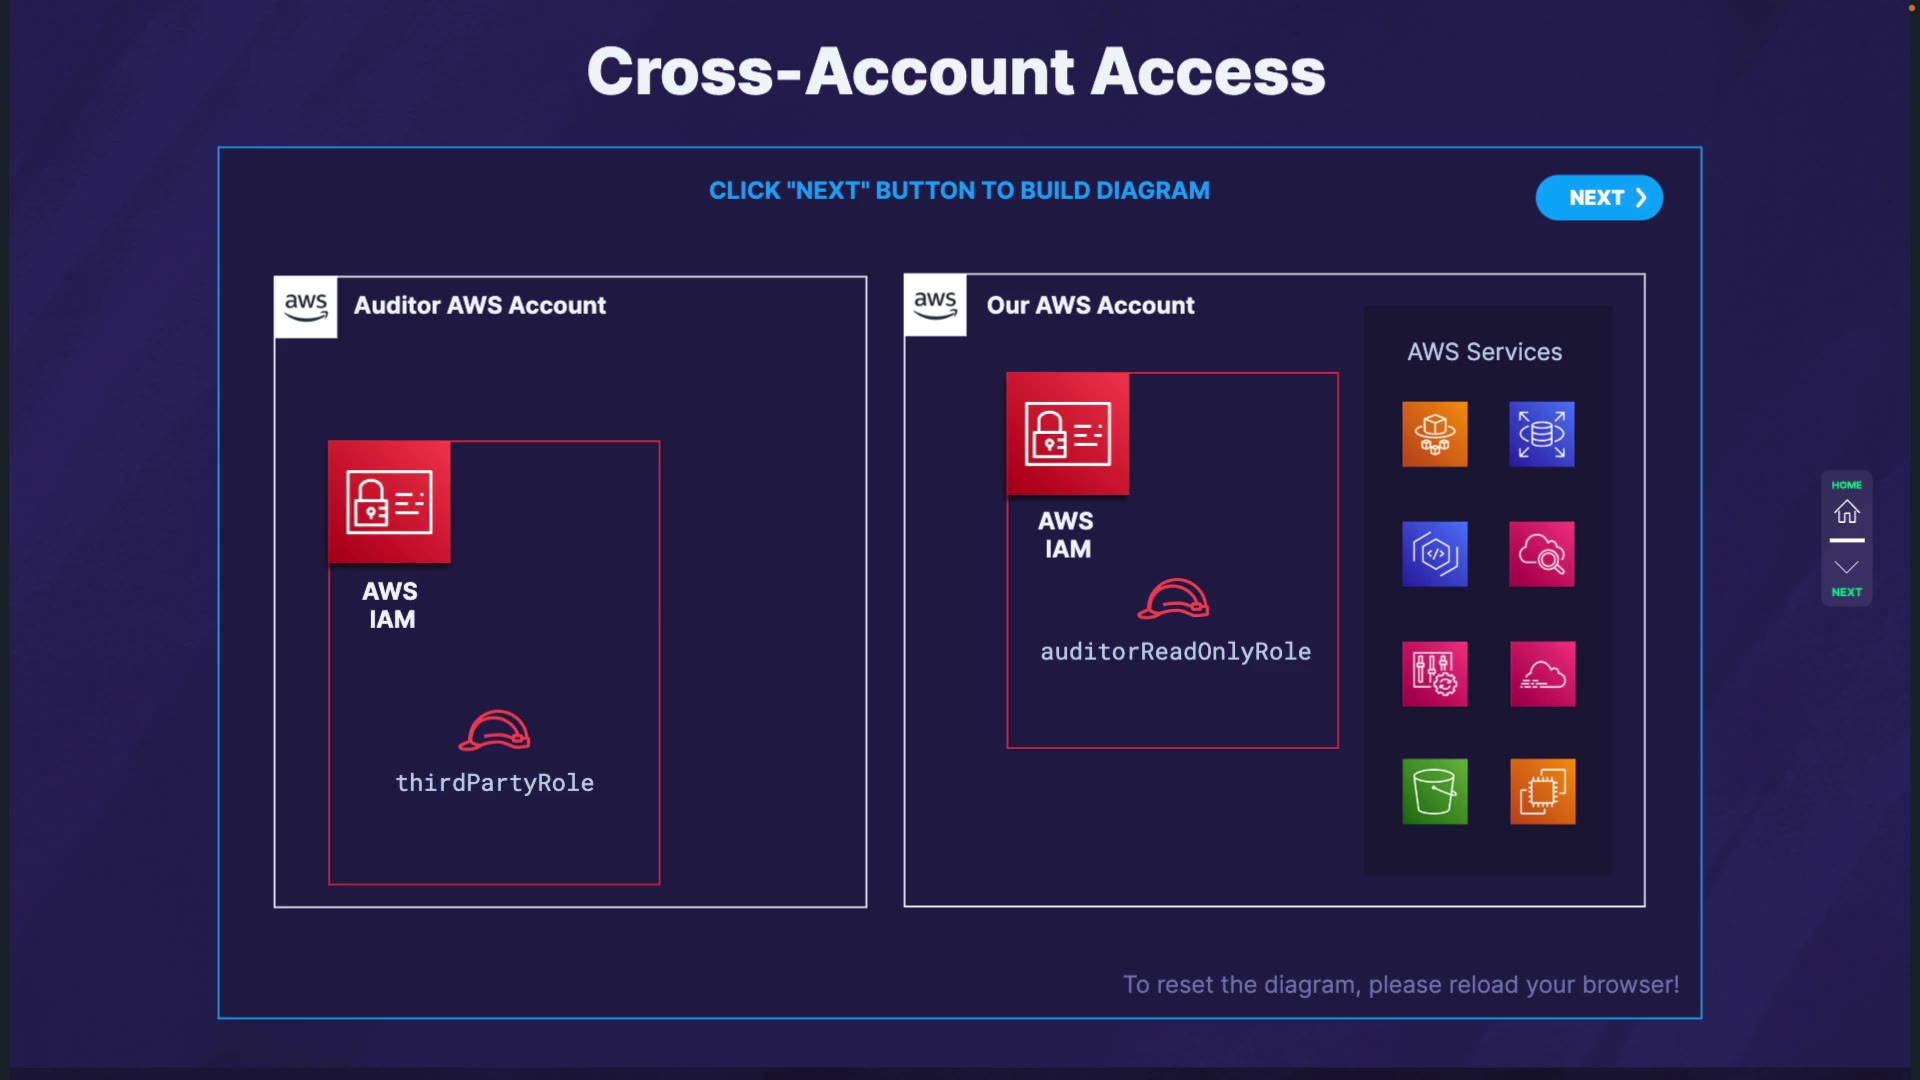 Cross-Account Access
CLICK "NEXT" BUTTON TO BUILD DIAGRAM
NEXT
aws
Auditor AWS Account
AWS
IAM
thirdPartyRole
aws
Our AWS Account
AWS
IAM
auditorReadOnlyRole
AWS Services
HOME
NEXT
To reset the diagram, please reload your browser!